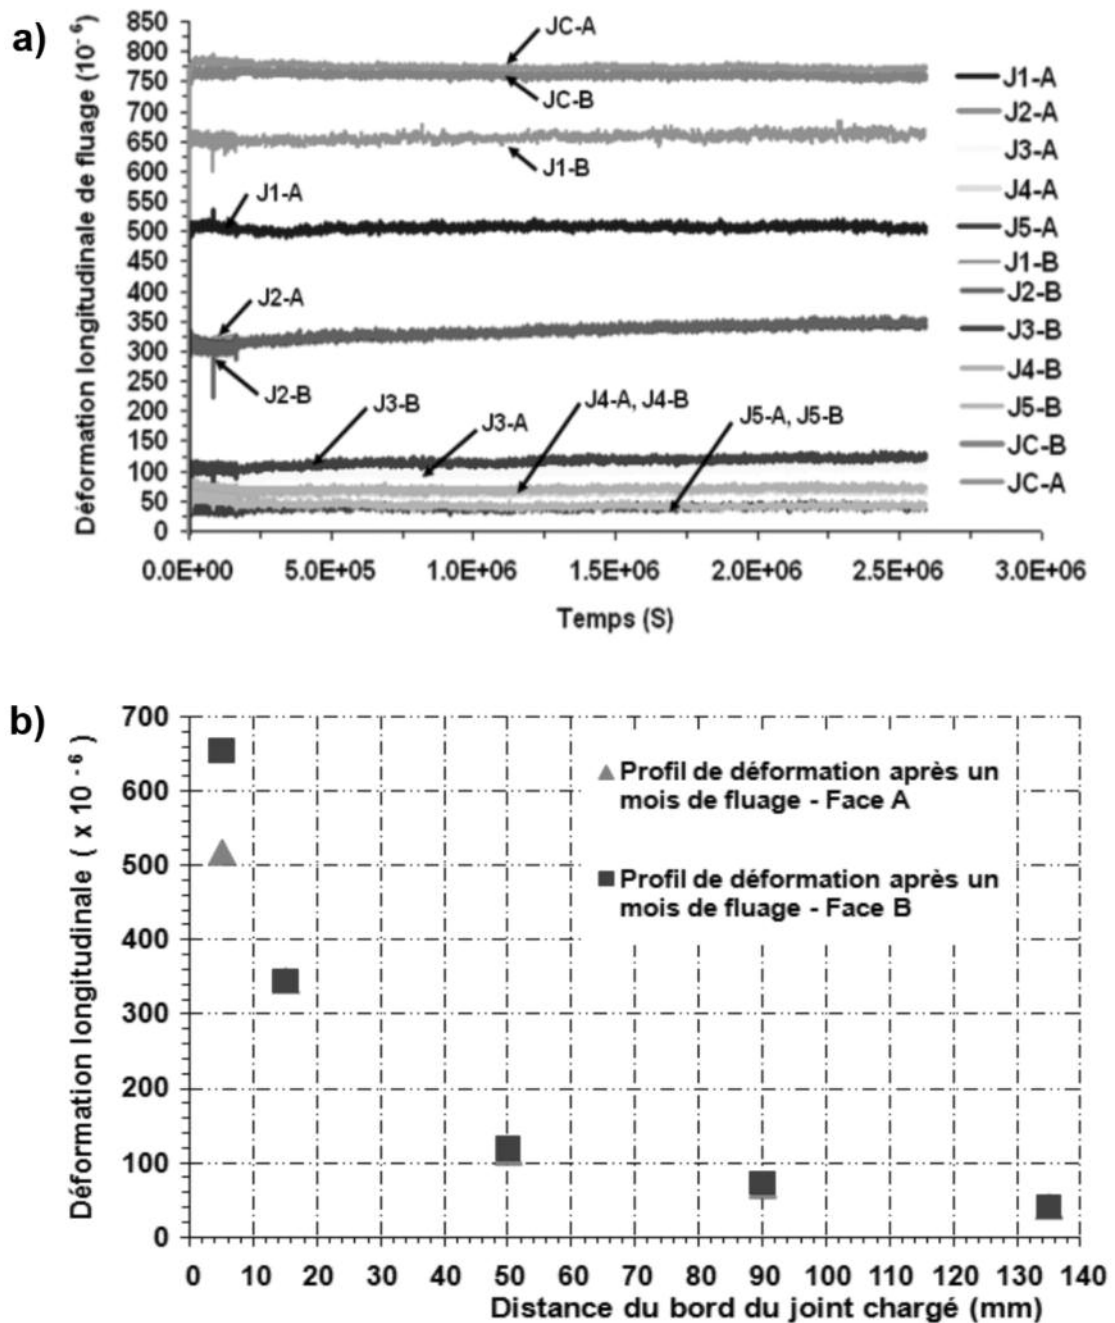 a)
Déformation longitudinale de fluage (10⁻⁶)
850
800
750
700
650
600
550
500
450
400
350
300
250
200
150
100
50
0
JC-A
JC-B
J1-B
J1-A
J2-A
J2-B
J3-B
J3-A
J4-A, J4-B
J5-A, J5-B
J1-A
J2-A
J3-A
J4-A
J5-A
J1-B
J2-B
J3-B
J4-B
J5-B
JC-B
JC-A
0.0E+00 5.0E+05 1.0E+06 1.5E+06 2.0E+06 2.5E+06 3.0E+06
Temps (S)
b)
Déformation longitudinale ( x 10 ⁻⁶ )
700
600
500
400
300
200
100
0
Profil de déformation après un
mois de fluage - Face A
Profil de déformation après un
mois de fluage - Face B
0 10 20 30 40 50 60 70 80 90 100 110 120 130 140
Distance du bord du joint chargé (mm)